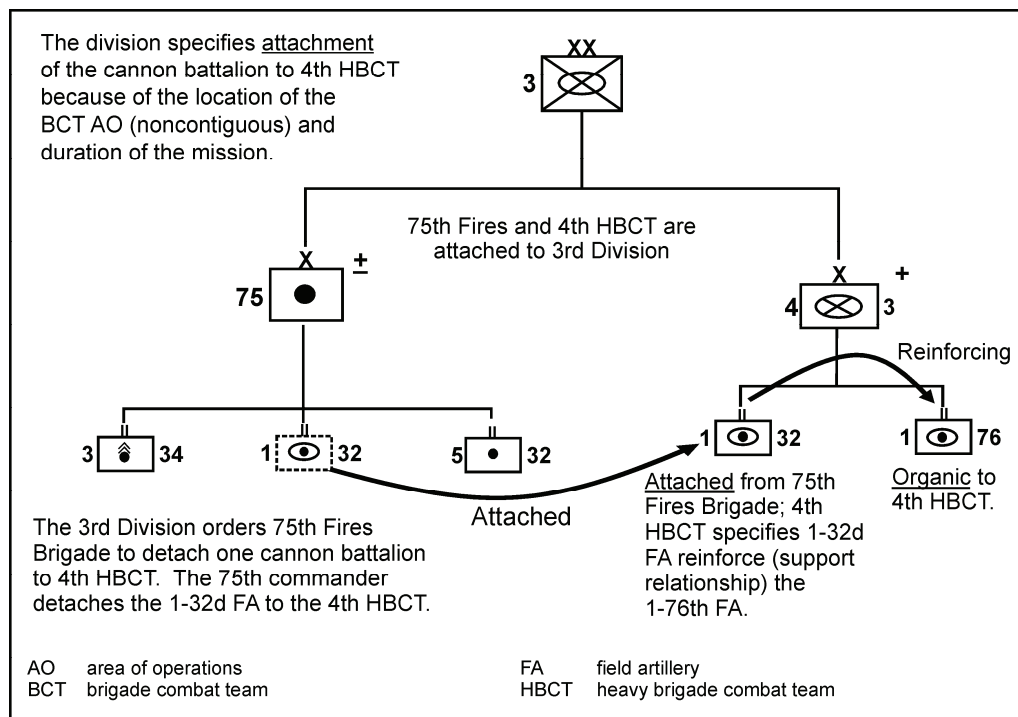 The division specifies attachment
of the cannon battalion to 4th HBCT
because of the location of the
BCT AO (noncontiguous) and
duration of the mission.
XX
3
75th Fires and 4th HBCT are
attached to 3rd Division
X
±
75
X
+
4
3
Reinforcing
3
34
1
32
5
32
1
32
1
76
Attached
Attached from 75th
Fires Brigade; 4th
HBCT specifies 1-32d
FA reinforce (support
relationship) the
1-76th FA.
Organic to
4th HBCT.
The 3rd Division orders 75th Fires
Brigade to detach one cannon battalion
to 4th HBCT.  The 75th commander
detaches the 1-32d FA to the 4th HBCT.
AO area of operations
BCT brigade combat team
FA field artillery
HBCT heavy brigade combat team